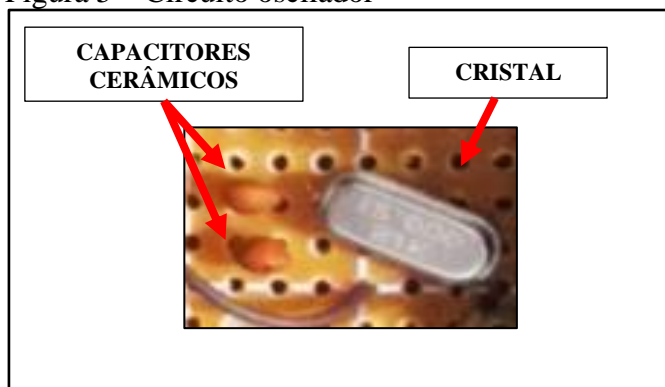 Figura 3 – Circuito oscilador
CAPACITORES
CERÂMICOS
CRISTAL